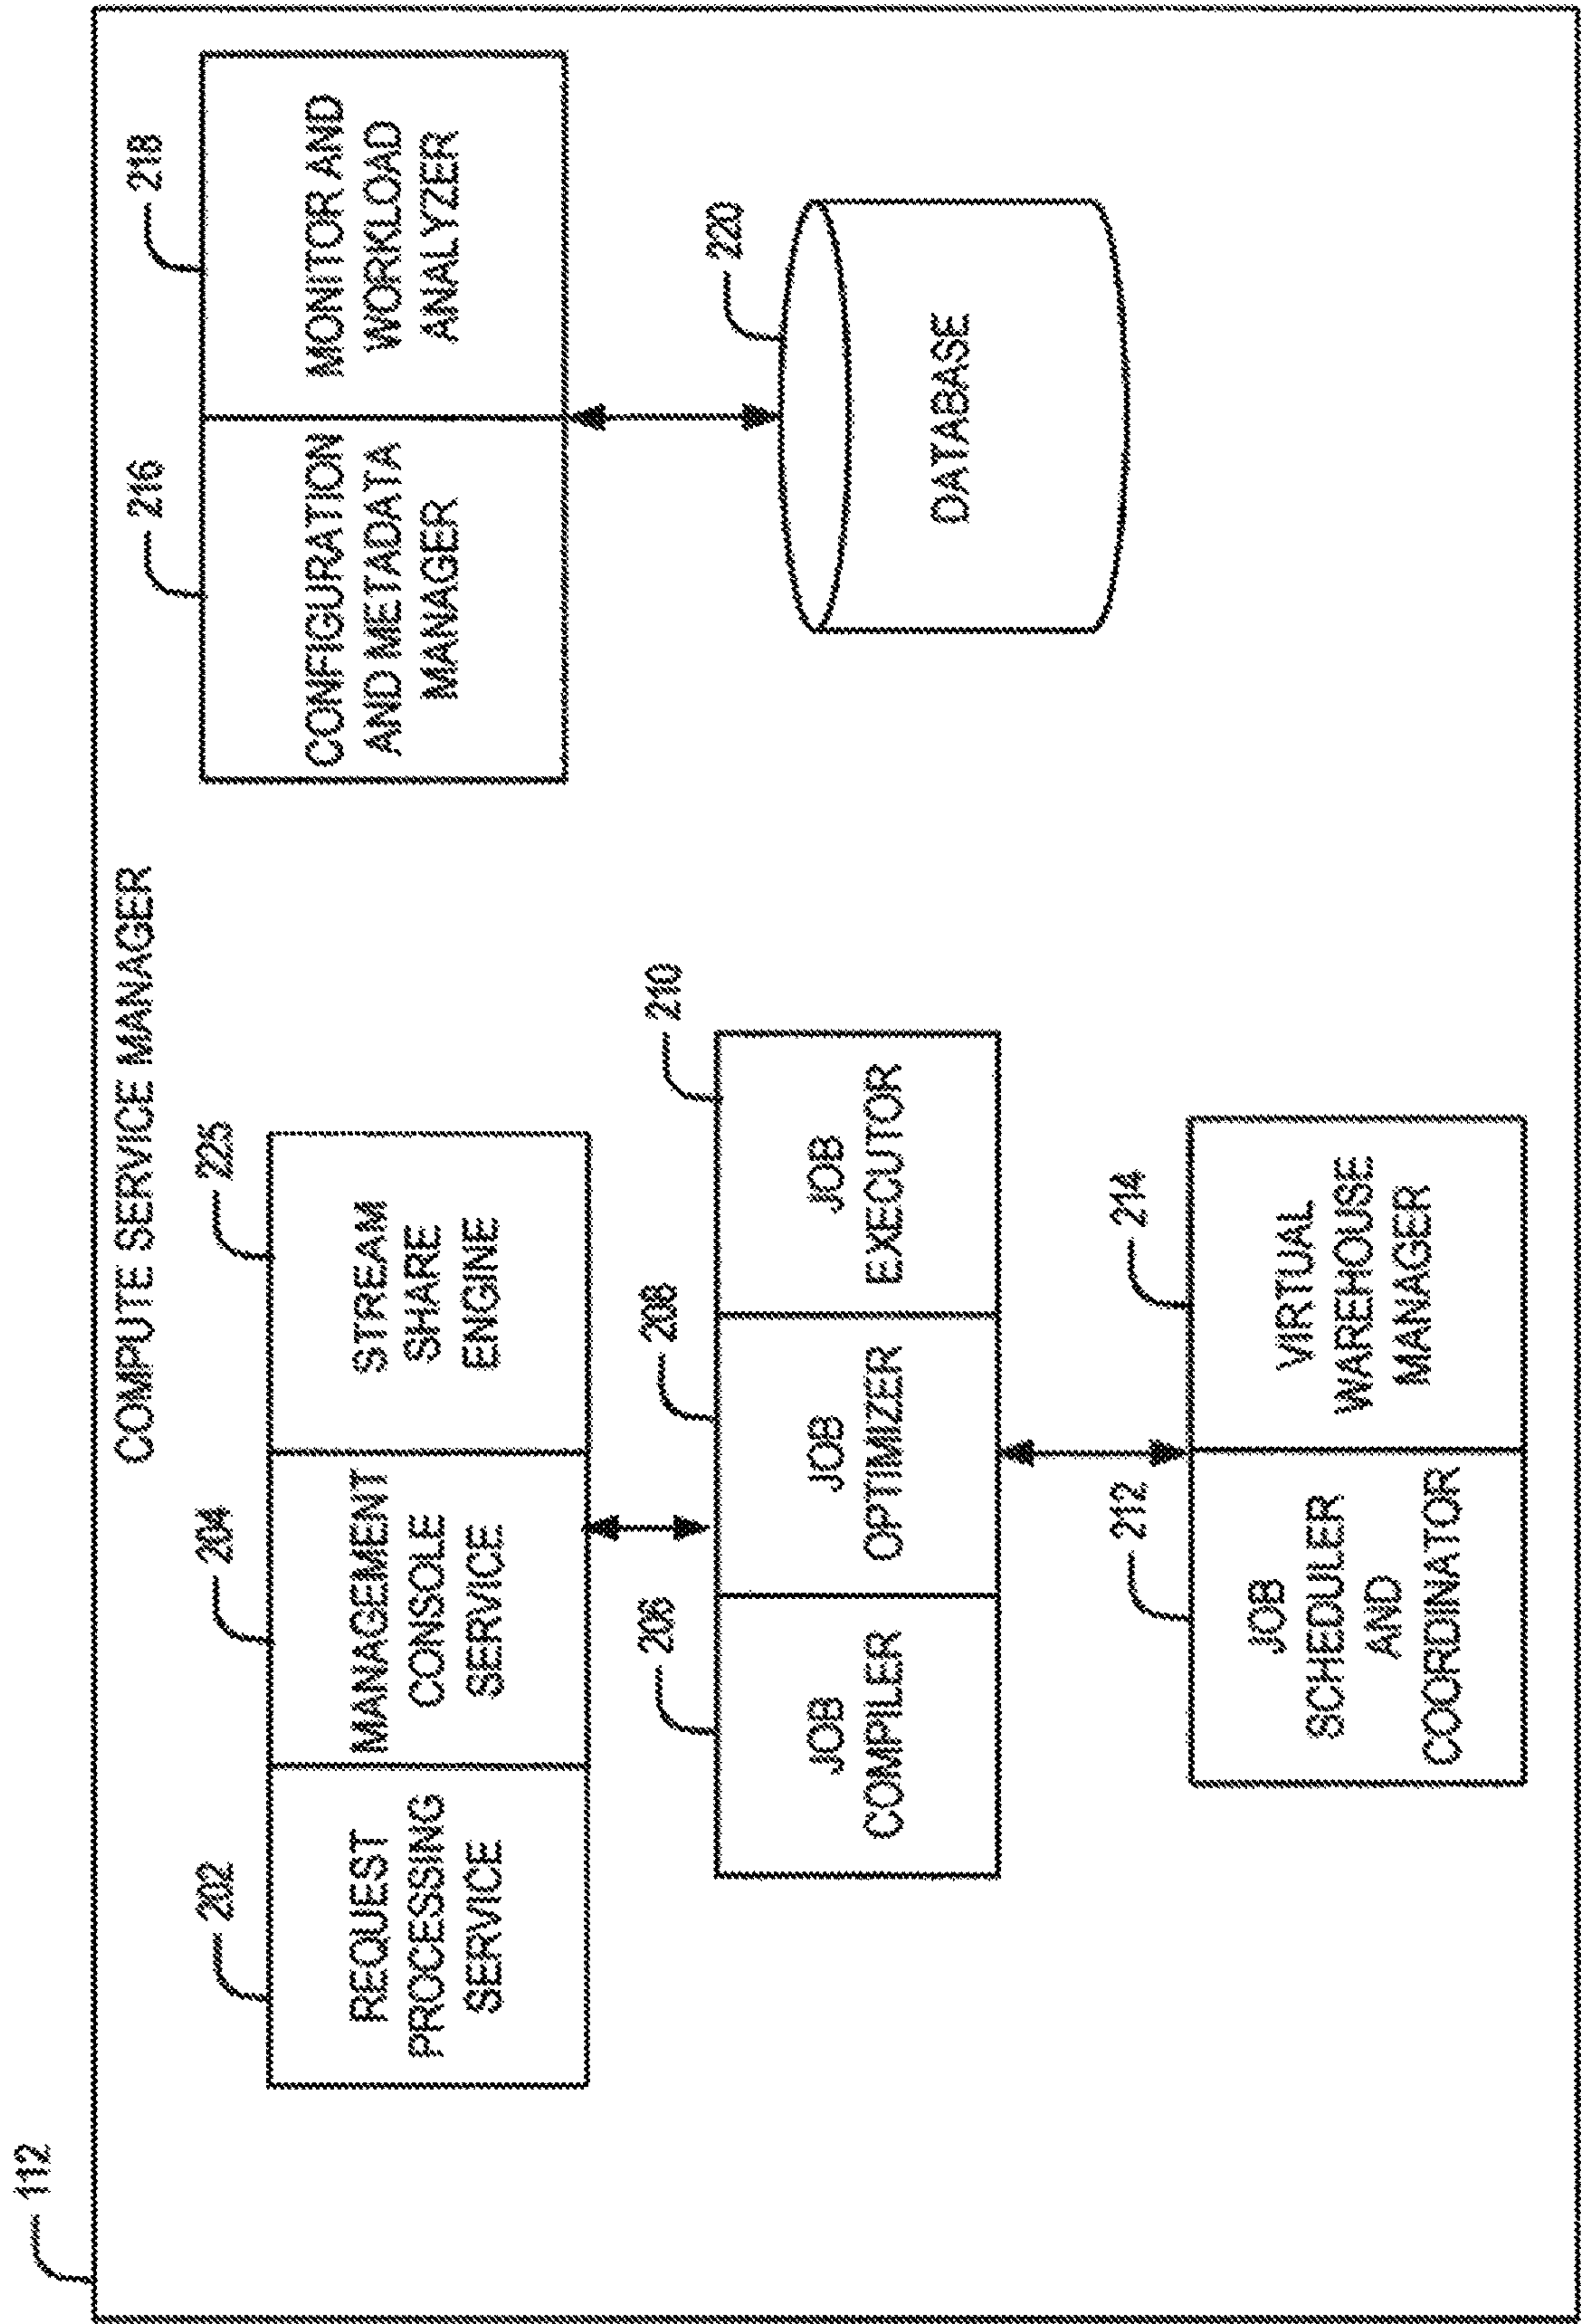 112
COMPUTE SERVICE MANAGER
202
REQUEST
PROCESSING
SERVICE
204
MANAGEMENT
CONSOLE
SERVICE
225
STREAM
SHARE
ENGINE
206
JOB
COMPILER
208
JOB
OPTIMIZER
210
JOB
EXECUTOR
212
JOB
SCHEDULER
AND
COORDINATOR
214
VIRTUAL
WAREHOUSE
MANAGER
216
CONFIGURATION
AND METADATA
MANAGER
218
MONITOR AND
WORKLOAD
ANALYZER
220
DATABASE